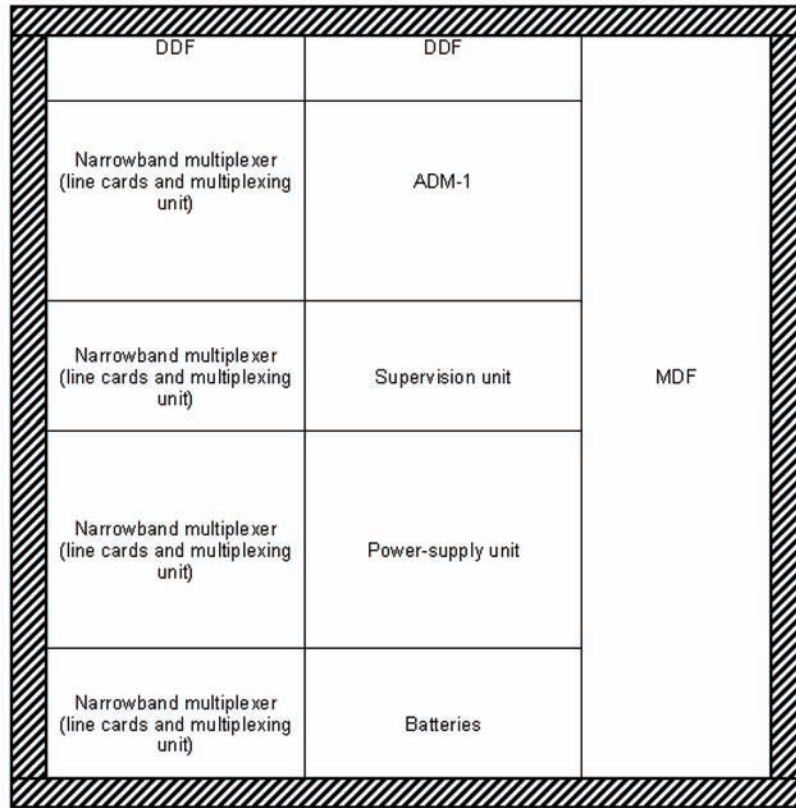 DDF
DDF
Narrowband multiplexer
(line cards and multiplexing
unit)
ADM-1
Narrowband multiplexer
(line cards and multiplexing
unit)
Supervision unit
MDF
Narrowband multiplexer
(line cards and multiplexing
unit)
Power-supply unit
Narrowband multiplexer
(line cards and multiplexing
unit)
Batteries